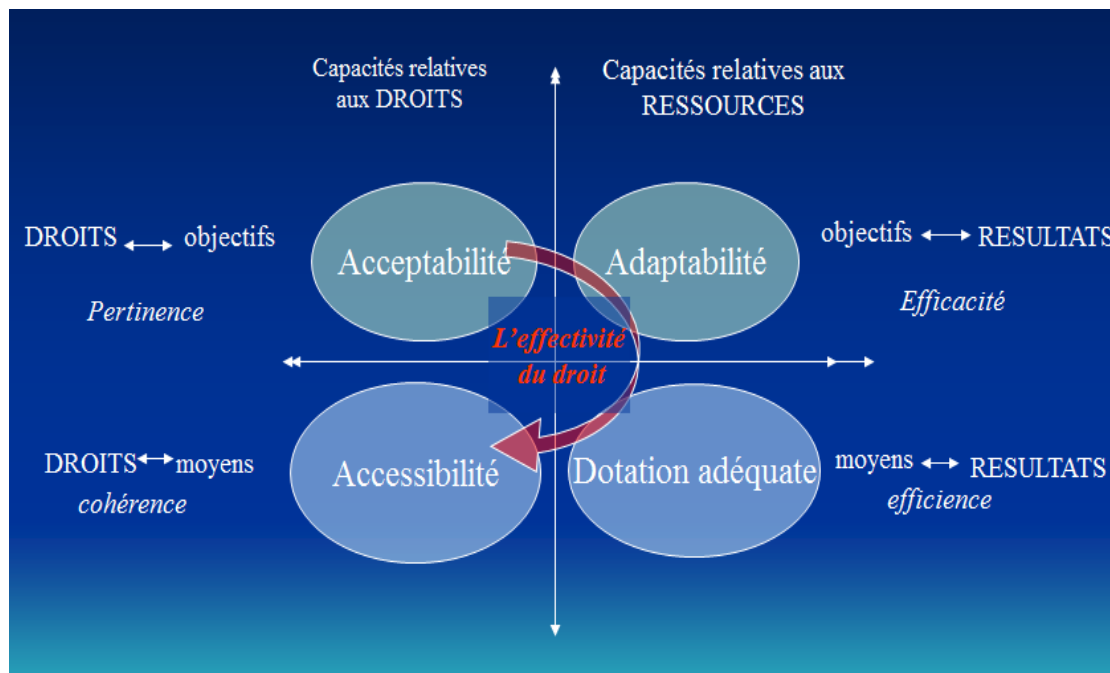 Capacités relatives
aux DROITS
Capacités relatives aux
RESSOURCES
DROITS objectifs
Pertinence
Acceptabilité
Adaptabilité
objectifs RESULTATS
Efficacité
L'effectivité
du droit
DROITS moyens
cohérence
Accessibilité
Dotation adéquate
moyens RESULTATS
efficience